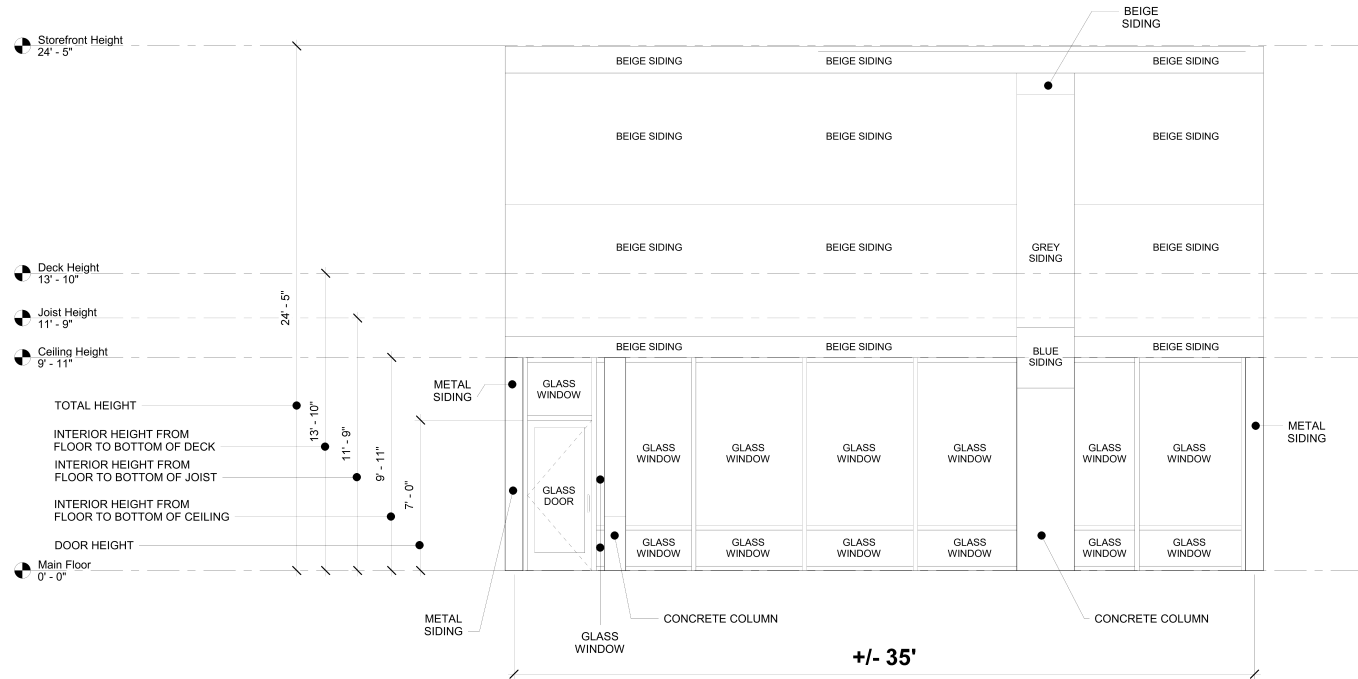 BEIGE
SIDING
Storefront Height
24' - 5"
BEIGE SIDING
BEIGE SIDING
BEIGE SIDING
BEIGE SIDING
BEIGE SIDING
BEIGE SIDING
BEIGE SIDING
BEIGE SIDING
GREY
SIDING
BEIGE SIDING
Deck Height
13' - 10"
24' - 5"
Joist Height
11' - 9"
Ceiling Height
9' - 11"
BEIGE SIDING
BEIGE SIDING
BLUE
SIDING
BEIGE SIDING
METAL
SIDING
GLASS
WINDOW
TOTAL HEIGHT
13' - 10"
11' - 9"
9' - 11"
7' - 0"
METAL
SIDING
INTERIOR HEIGHT FROM
FLOOR TO BOTTOM OF DECK
INTERIOR HEIGHT FROM
FLOOR TO BOTTOM OF JOIST
GLASS
WINDOW
GLASS
WINDOW
GLASS
WINDOW
GLASS
WINDOW
GLASS
WINDOW
GLASS
WINDOW
GLASS
DOOR
INTERIOR HEIGHT FROM
FLOOR TO BOTTOM OF CEILING
DOOR HEIGHT
GLASS
WINDOW
GLASS
WINDOW
GLASS
WINDOW
GLASS
WINDOW
GLASS
WINDOW
GLASS
WINDOW
Main Floor
0' - 0"
METAL
SIDING
GLASS
WINDOW
CONCRETE COLUMN
CONCRETE COLUMN
+/- 35'